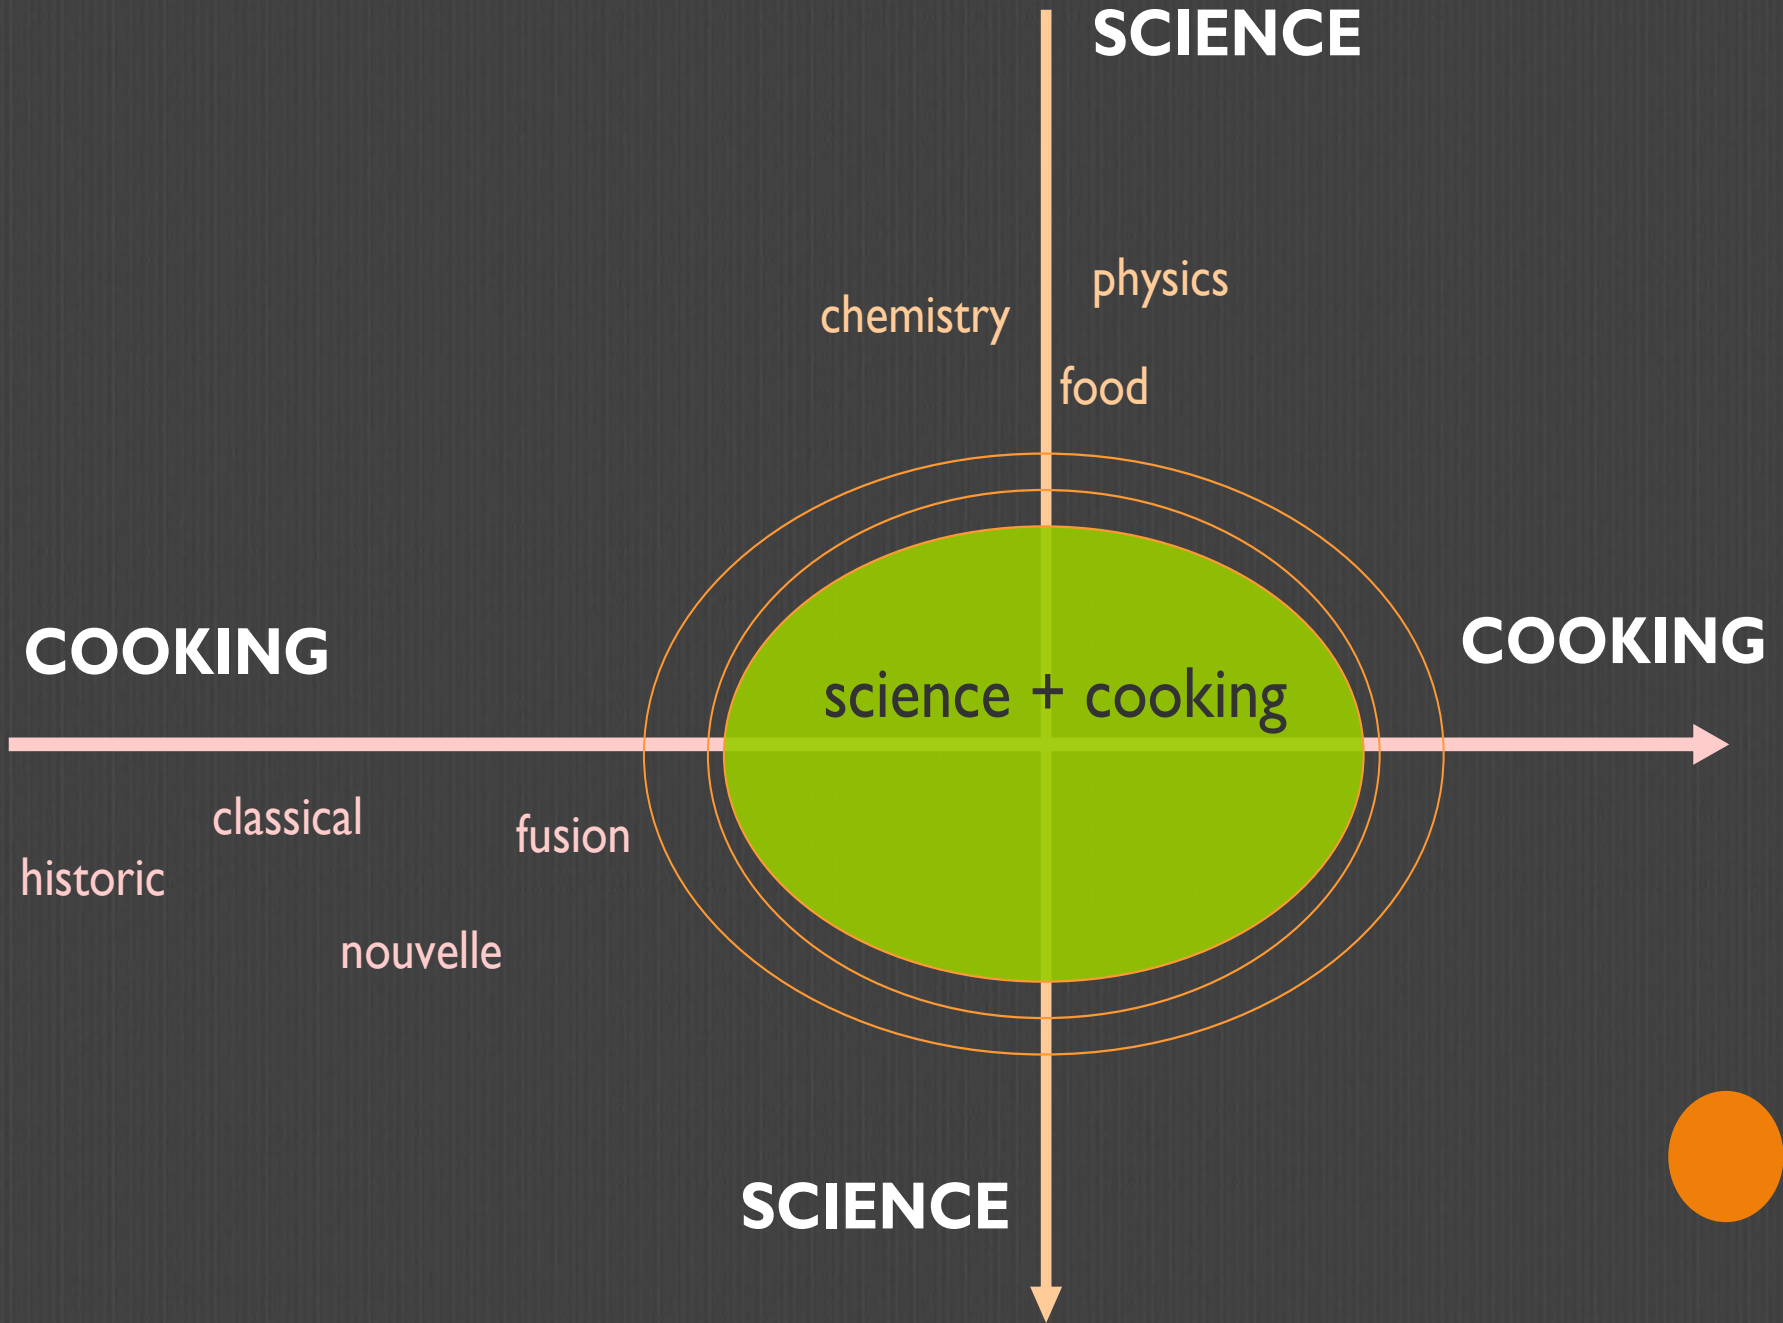 SCIENCE
physics
chemistry
food
COOKING
COOKING
science + cooking
classical
fusion
historic
nouvelle
SCIENCE